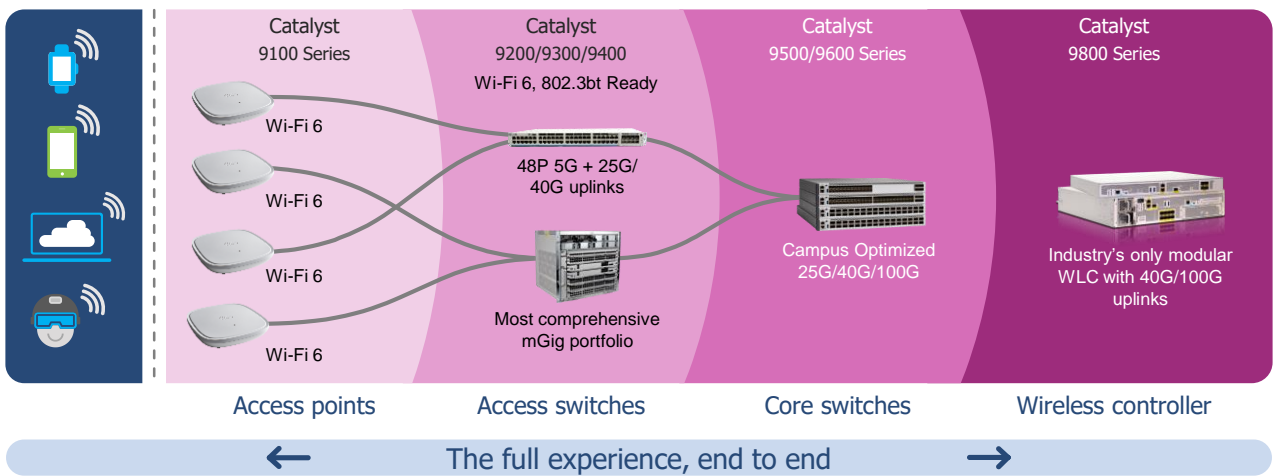 Catalyst
9100 Series
Wi-Fi 6
Wi-Fi 6
Wi-Fi 6
Wi-Fi 6
Catalyst
9200/9300/9400
Wi-Fi 6, 802.3bt Ready
48P 5G + 25G/
40G uplinks
Most comprehensive
mGig portfolio
Catalyst
9500/9600 Series
Campus Optimized
25G/40G/100G
Catalyst
9800 Series
Industry's only modular
WLC with 40G/100G
uplinks
Access points
Access switches
Core switches
Wireless controller
The full experience, end to end